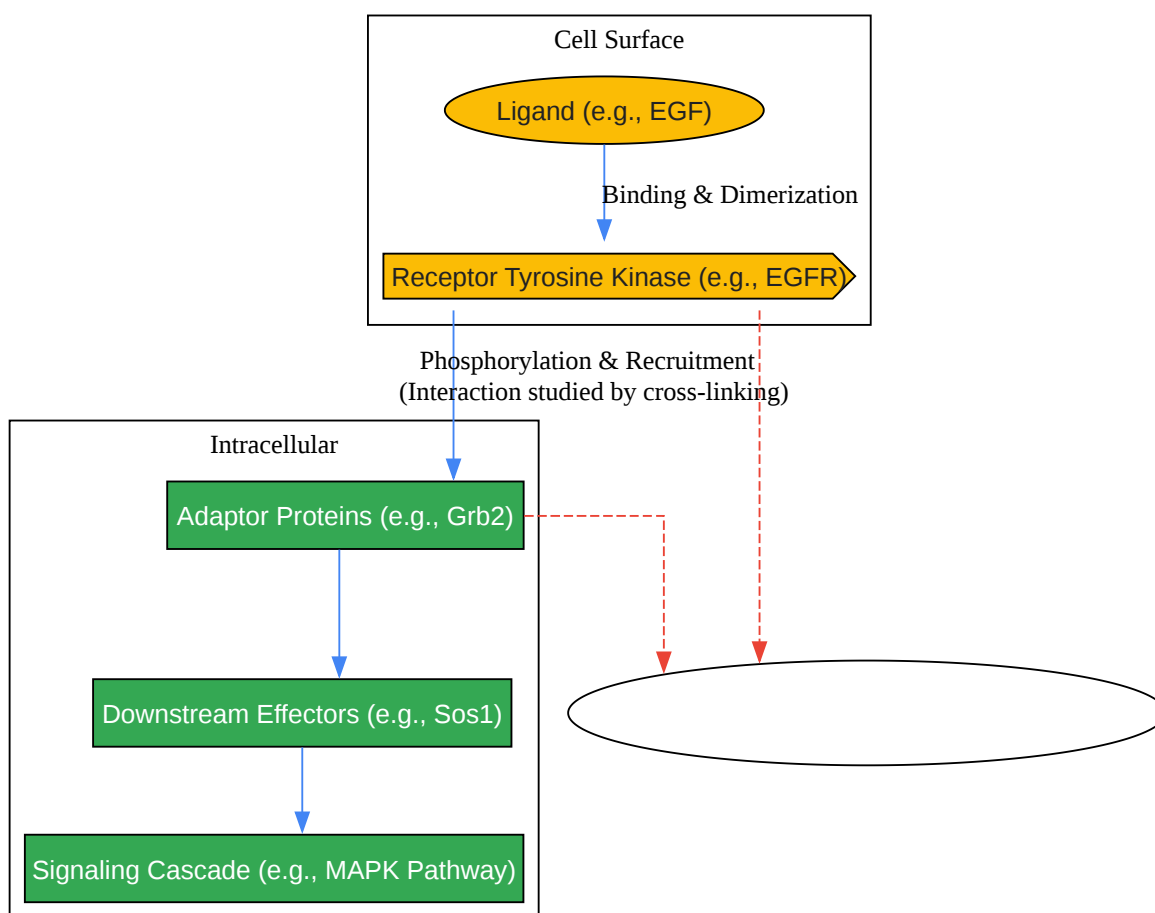 Cell Surface
Ligand (e.g., EGF)
Binding & Dimerization
Receptor Tyrosine Kinase (e.g., EGFR)
Phosphorylation & Recruitment
(Interaction studied by cross-linking)
Intracellular
Adaptor Proteins (e.g., Grb2)
Downstream Effectors (e.g., Sos1)
Signaling Cascade (e.g., MAPK Pathway)